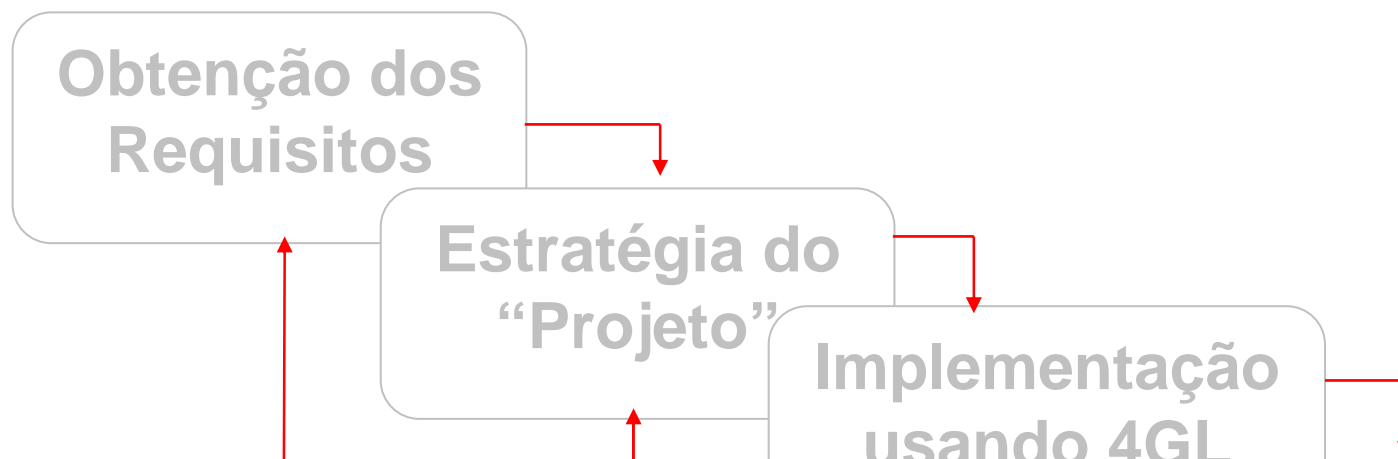 Obtenção dos
Requisitos
Estratégia do
“Projeto”
Implementação
usando 4GL